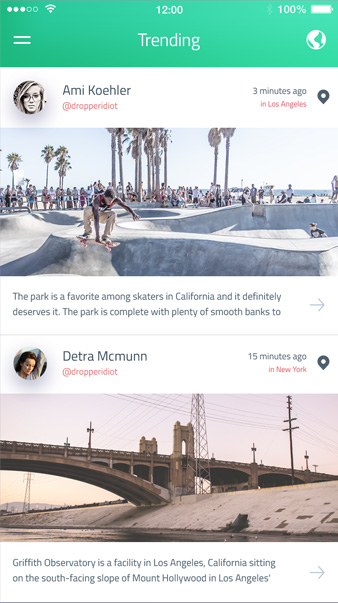 12:00
100%
Trending
Ami Koehler
3 minutes ago
@dropperidiot
in Los Angeles
The park is a favorite among skaters in California and it definitely
deserves it. The park is complete with plenty of smooth banks to
Detra Mcmunn
15 minutes ago
@dropperidiot
in New York
Griffith Observatory is a facility in Los Angeles, California sitting
on the south-facing slope of Mount Hollywood in Los Angeles'